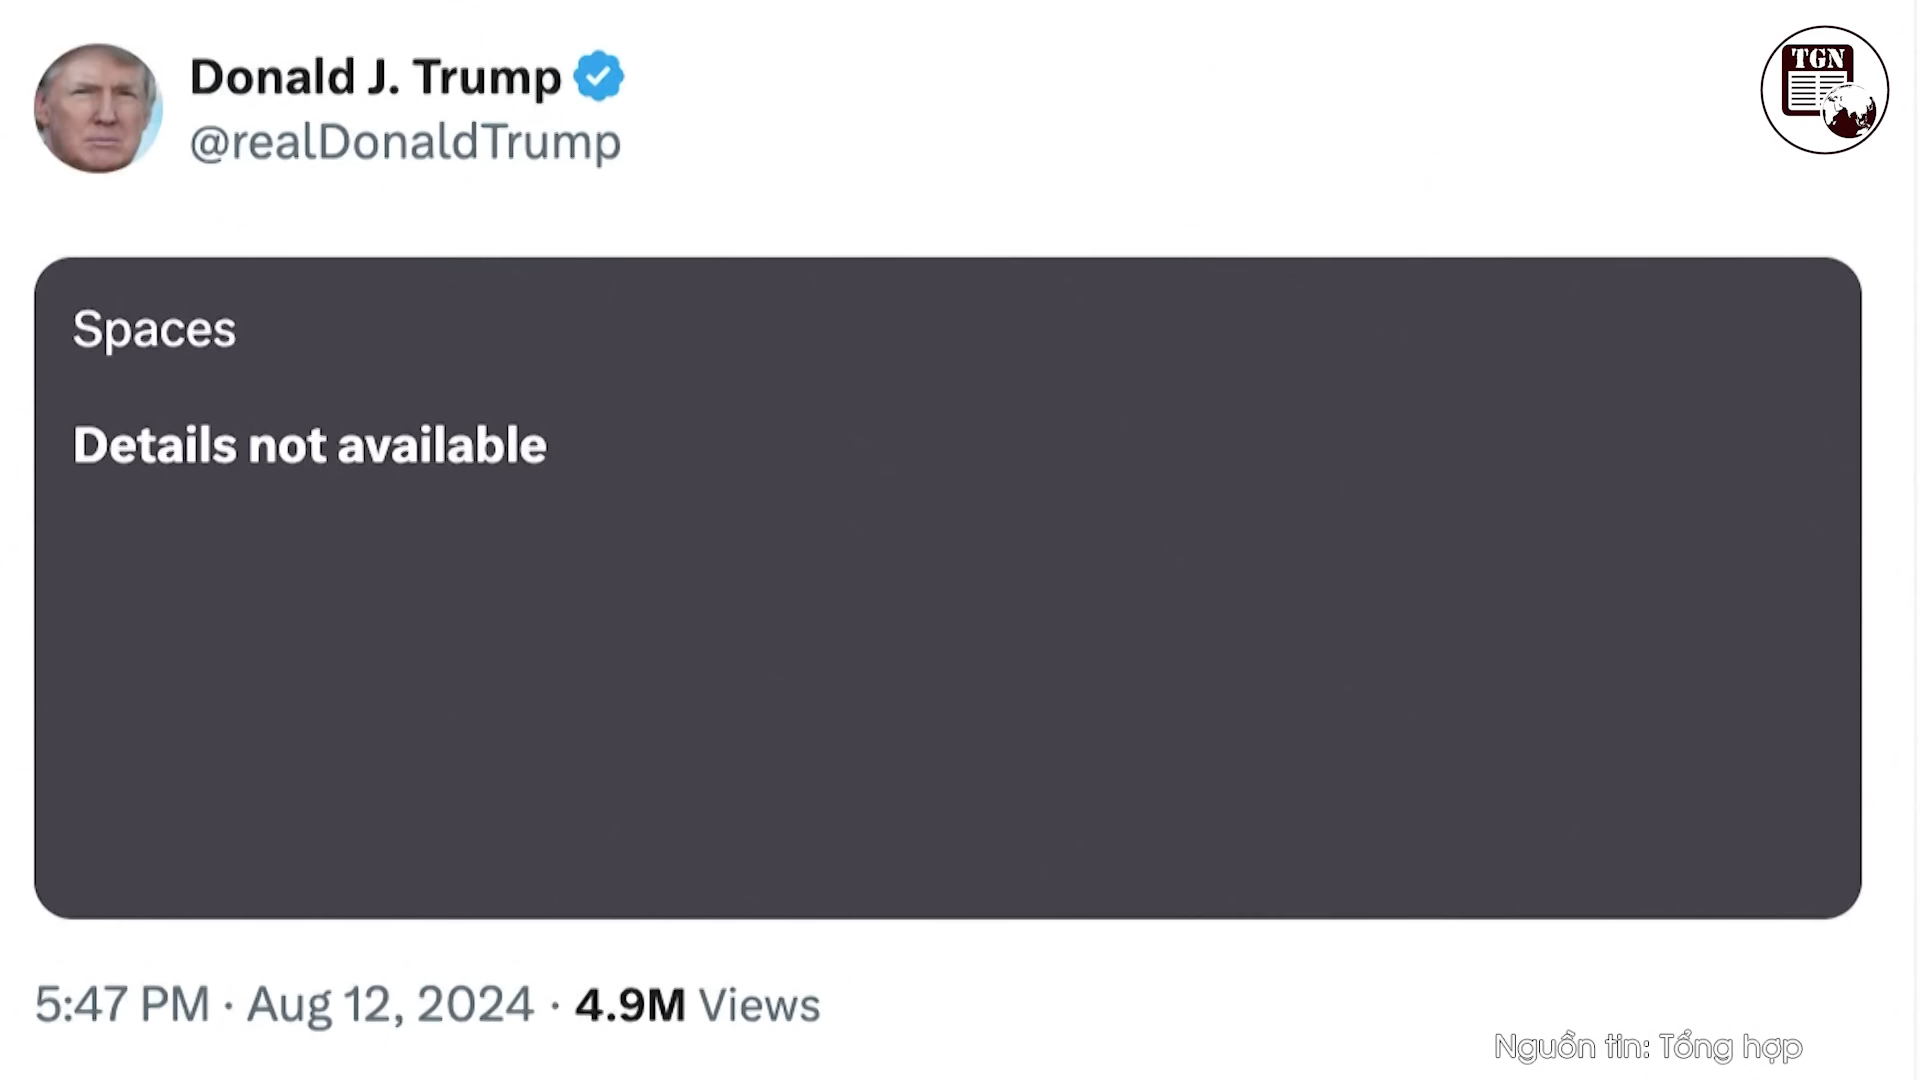 Donald J. Trump
@realDonaldTrump
TGN
Spaces
Details not available
5:47 PM · Aug 12, 2024 · 4.9M Views
Nguồn tin: Tổng hợp